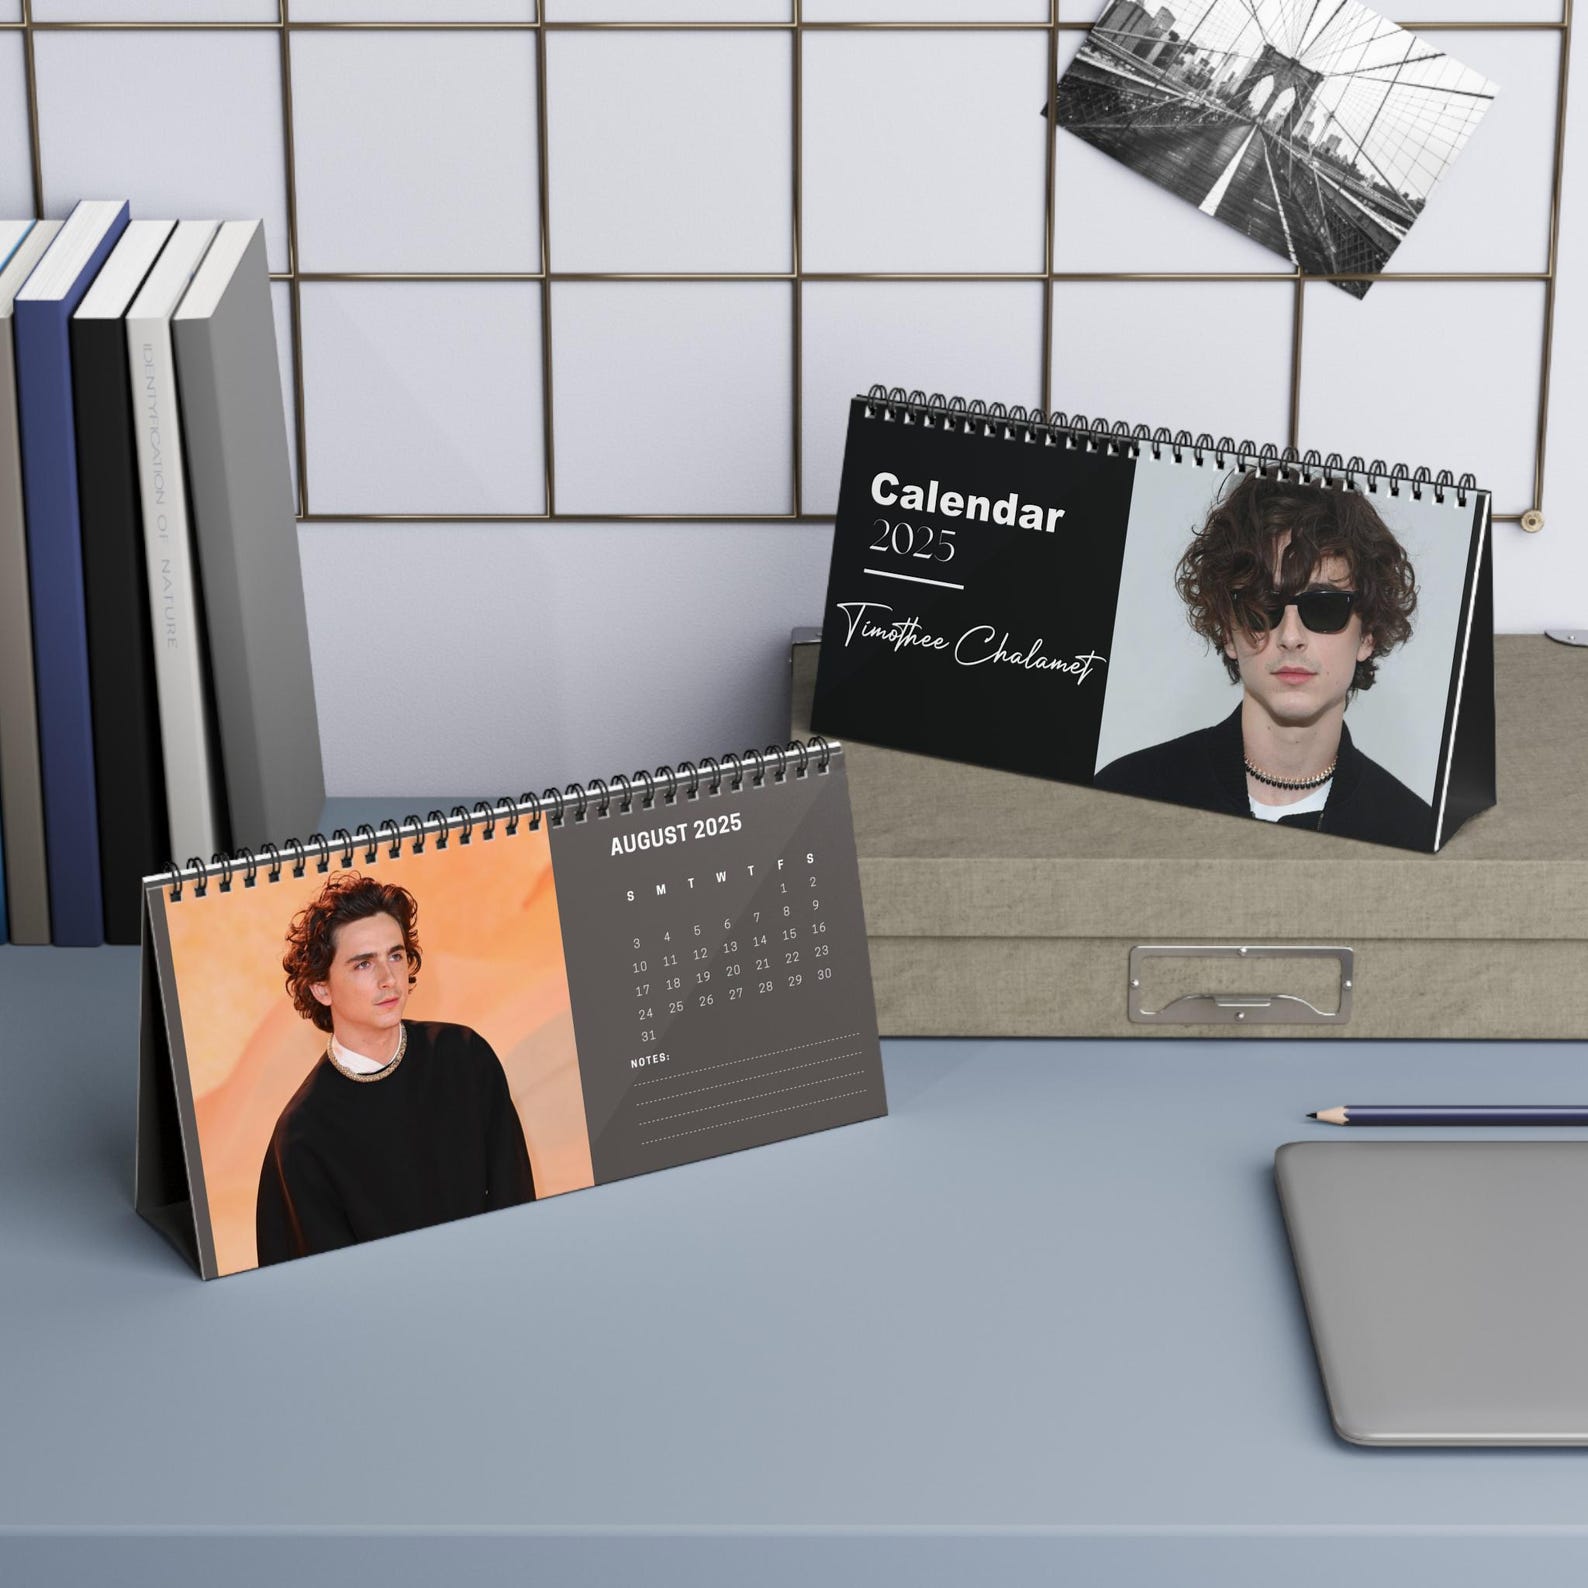 IDENTYFICATION OF NATURE
Calendar
2025
Timothee Chalamet
AUGUST 2025
S M T W T F S
1 2
3 4 5 6 7 8 9
10 11 12 13 14 15 16
17 18 19 20 21 22 23
24 25 26 27 28 29 30
31
NOTES: